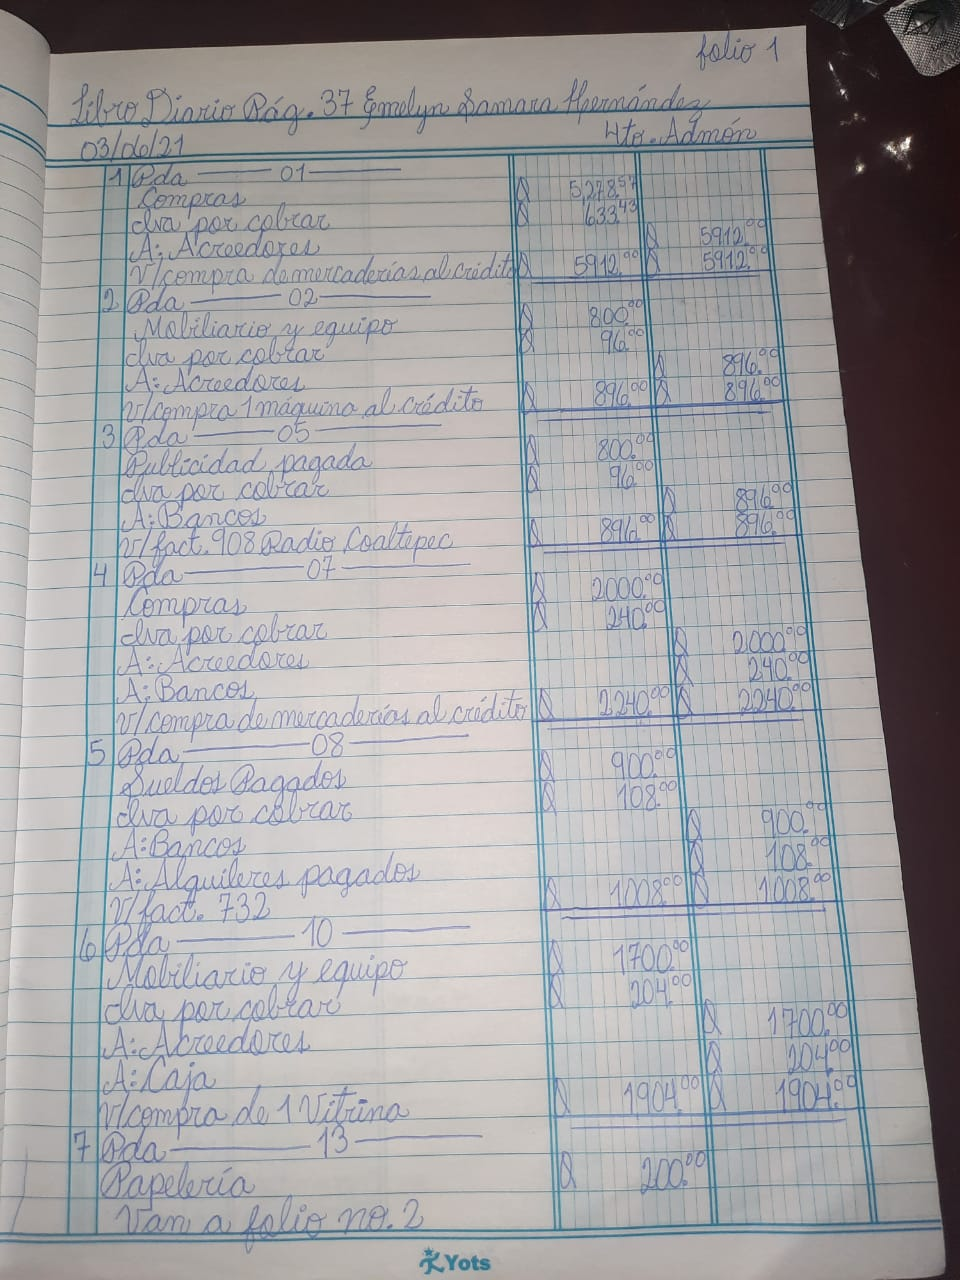 folio 1
Libro Diario Pág. 37 Emelyn Samara Hernández
03/06/21 4to. Admón
1 Pda 01
Compras Q 5,278.57
Iva por cobrar Q 633.43
A: Acreedores Q 5912.00
V/compra de mercaderías al crédito Q 5912.00 Q 5912.00
2 Pda 02
Mobiliario y equipo Q 800.00
Iva por cobrar Q 96.00
A: Acreedores Q 896.00
V/compra 1 máquina al crédito Q 896.00 Q 896.00
3 Pda 05
Publicidad pagada Q 800.00
Iva por cobrar Q 96.00
A: Bancos Q 896.00
V/fact. 908 Radio Coaltepec Q 896.00 Q 896.00
4 Pda 07
Compras Q 2000.00
Iva por cobrar Q 240.00
A: Acreedores Q 2000.00
A: Bancos Q 240.00
V/compra de mercaderías al crédito Q 2240.00 Q 2240.00
5 Pda 08
Sueldos Pagados Q 900.00
Iva por cobrar Q 108.00
A: Bancos Q 900.00
A: Alquileres pagados Q 108.00
V/fact. 732 Q 1008.00 Q 1008.00
6 Pda 10
Mobiliario y equipo Q 1700.00
Iva por cobrar Q 204.00
A: Acreedores Q 1700.00
A: Caja Q 204.00
V/compra de 1 Vitrina Q 1904.00 Q 1904.00
7 Pda 13
Papelería Q 200.00
Van a folio no. 2
Yots